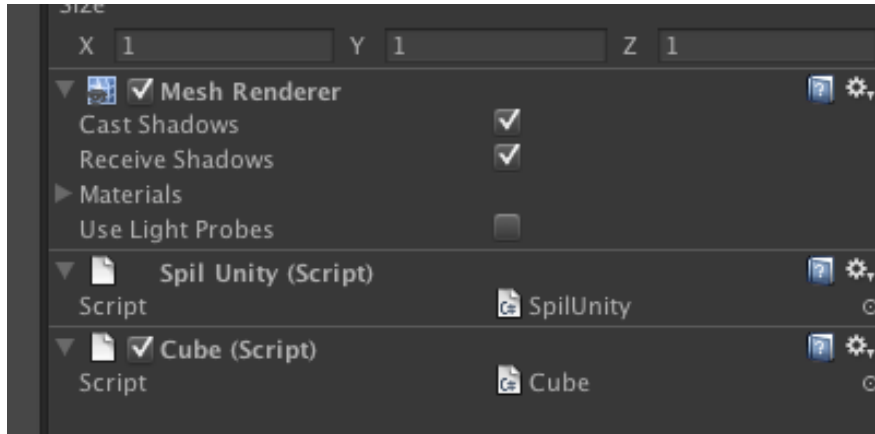 Size
X 1 Y 1 Z 1
Mesh Renderer
Cast Shadows
Receive Shadows
Materials
Use Light Probes
Spil Unity (Script)
Script C# SpilUnity
Cube (Script)
Script C# Cube